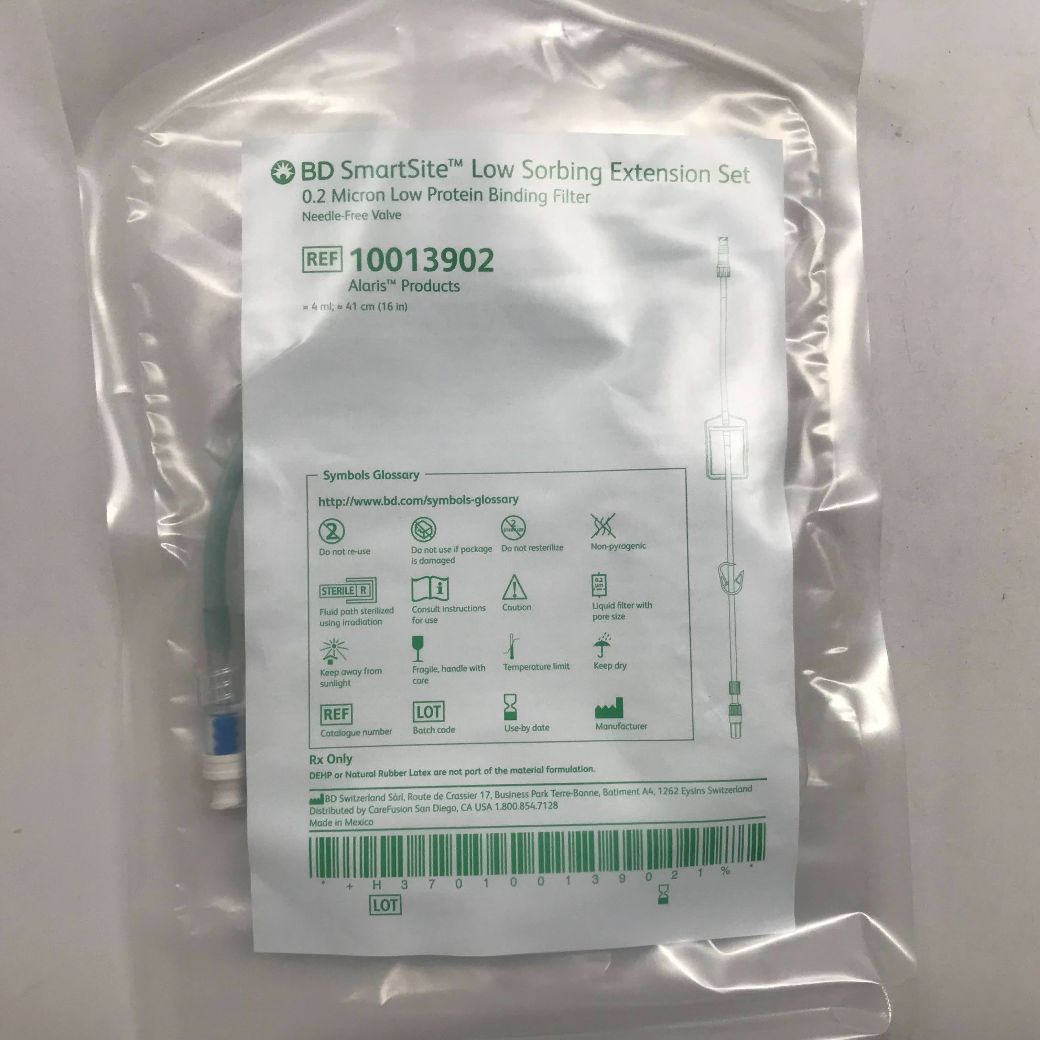 BD SmartSite™ Low Sorbing Extension Set
0.2 Micron Low Protein Binding Filter
Needle-Free Valve
REF 10013902
Alaris™ Products
≈ 4 ml; ≈ 41 cm (16 in)
Symbols Glossary
http://www.bd.com/symbols-glossary
2
Do not re-use
Do not use if package
is damaged
2
Do not resterilize
Non-pyrogenic
STERILE R
Fluid path sterilized
using irradiation
i
Consult instructions
for use
!
Caution
0.2
µm
Liquid filter with
pore size
Keep away from
sunlight
Fragile, handle with
care
Temperature limit
Keep dry
REF
Catalogue number
LOT
Batch code
Use-by date
Manufacturer
Rx Only
DEHP or Natural Rubber Latex are not part of the material formulation.
BD Switzerland Sàrl, Route de Crassier 17, Business Park Terre-Bonne, Batiment A4, 1262 Eysins Switzerland
Distributed by CareFusion San Diego, CA USA 1.800.854.7128
Made in Mexico
* + H 3 7 0 1 0 0 1 3 9 0 2 1 % *
LOT